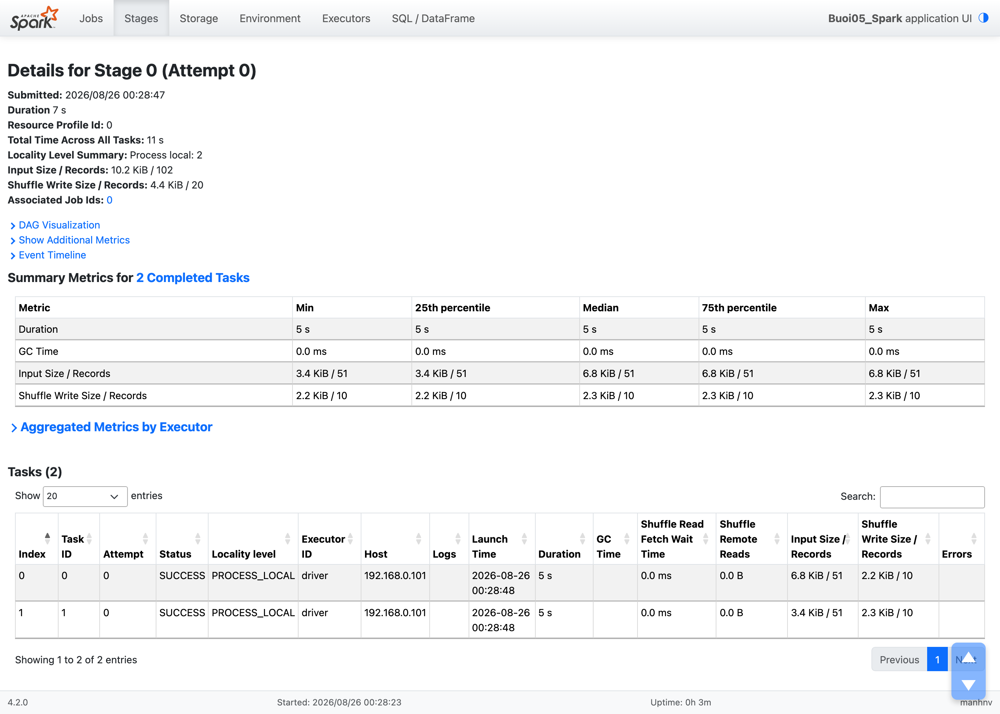 APACHE
Spark™
Jobs
Stages
Storage
Environment
Executors
SQL / DataFrame
Buoi05_Spark application UI
Details for Stage 0 (Attempt 0)
Submitted: 2026/08/26 00:28:47
Duration 7 s
Resource Profile Id: 0
Total Time Across All Tasks: 11 s
Locality Level Summary: Process local: 2
Input Size / Records: 10.2 KiB / 102
Shuffle Write Size / Records: 4.4 KiB / 20
Associated Job Ids: 0
DAG Visualization
Show Additional Metrics
Event Timeline
Summary Metrics for 2 Completed Tasks
Metric Min 25th percentile Median 75th percentile Max
Duration 5 s 5 s 5 s 5 s 5 s
GC Time 0.0 ms 0.0 ms 0.0 ms 0.0 ms 0.0 ms
Input Size / Records 3.4 KiB / 51 3.4 KiB / 51 6.8 KiB / 51 6.8 KiB / 51 6.8 KiB / 51
Shuffle Write Size / Records 2.2 KiB / 10 2.2 KiB / 10 2.3 KiB / 10 2.3 KiB / 10 2.3 KiB / 10
Aggregated Metrics by Executor
Tasks (2)
Show 20 entries
Search:
Index
Task
ID
Attempt
Status
Locality level
Executor
ID
Host
Logs
Launch
Time
Duration
GC
Time
Shuffle Read
Fetch Wait
Time
Shuffle
Remote
Reads
Input Size /
Records
Shuffle
Write Size /
Records
Errors
0 0 0 SUCCESS PROCESS_LOCAL driver 192.168.0.101 2026-08-26 5 s 0.0 ms 0.0 B 6.8 KiB / 51 2.2 KiB / 10
00:28:48
1 1 0 SUCCESS PROCESS_LOCAL driver 192.168.0.101 2026-08-26 5 s 0.0 ms 0.0 B 3.4 KiB / 51 2.3 KiB / 10
00:28:48
Showing 1 to 2 of 2 entries
Previous 1 Next
4.2.0
Started: 2026/08/26 00:28:23
Uptime: 0h 3m
manhnv